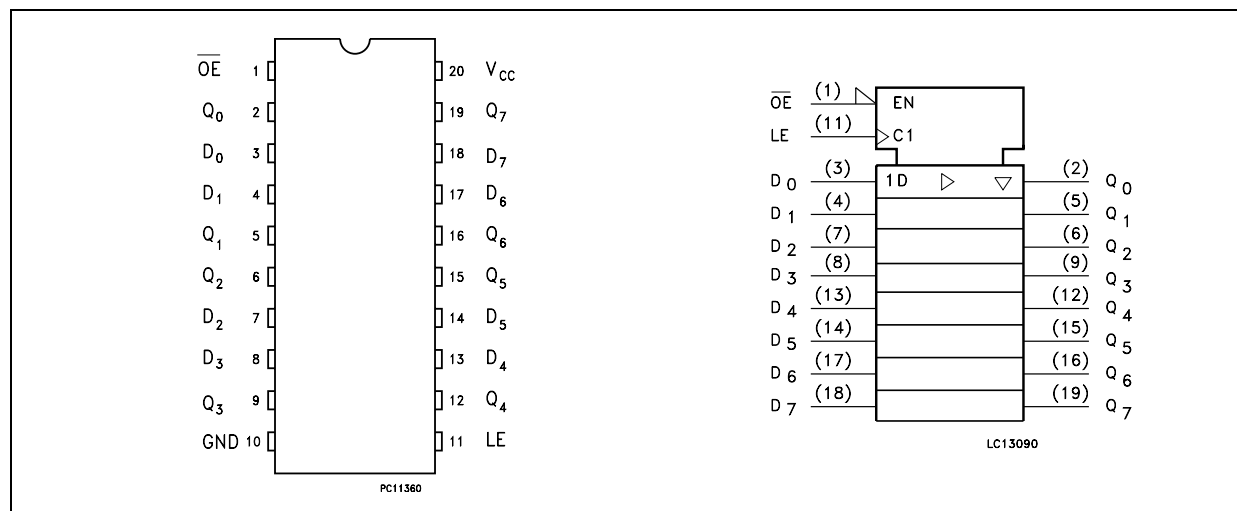 OE 1 20 VCC
Q0 2 19 Q7
D0 3 18 D7
D1 4 17 D6
Q1 5 16 Q6
Q2 6 15 Q5
D2 7 14 D5
D3 8 13 D4
Q3 9 12 Q4
GND 10 11 LE
PC11360
OE (1) EN
LE (11) C1
D0 (3) 1D (2) Q0
D1 (4) (5) Q1
D2 (7) (6) Q2
D3 (8) (9) Q3
D4 (13) (12) Q4
D5 (14) (15) Q5
D6 (17) (16) Q6
D7 (18) (19) Q7
LC13090